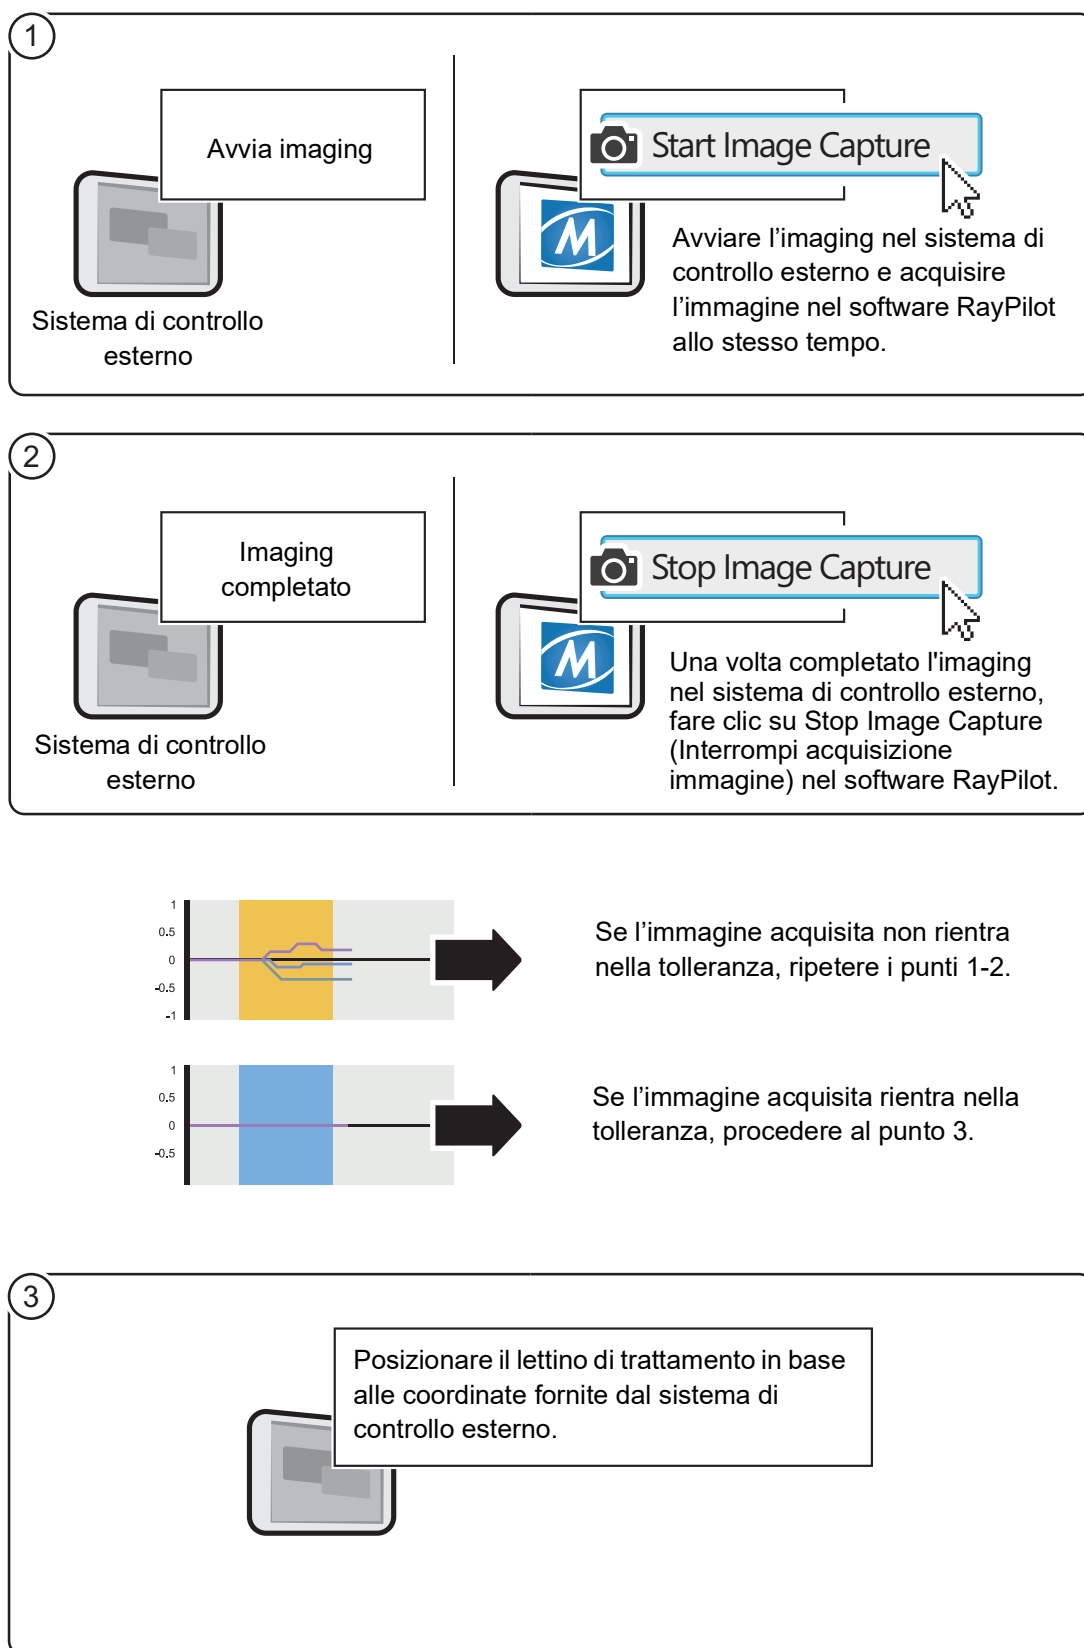 1
Avvia imaging
Sistema di controllo
esterno
Start Image Capture
M
Avviare l’imaging nel sistema di
controllo esterno e acquisire
l’immagine nel software RayPilot
allo stesso tempo.
2
Imaging
completato
Sistema di controllo
esterno
Stop Image Capture
M
Una volta completato l'imaging
nel sistema di controllo esterno,
fare clic su Stop Image Capture
(Interrompi acquisizione
immagine) nel software RayPilot.
1
0.5
0
-0.5
-1
Se l’immagine acquisita non rientra
nella tolleranza, ripetere i punti 1-2.
1
0.5
0
-0.5
Se l’immagine acquisita rientra nella
tolleranza, procedere al punto 3.
3
Posizionare il lettino di trattamento in base
alle coordinate fornite dal sistema di
controllo esterno.